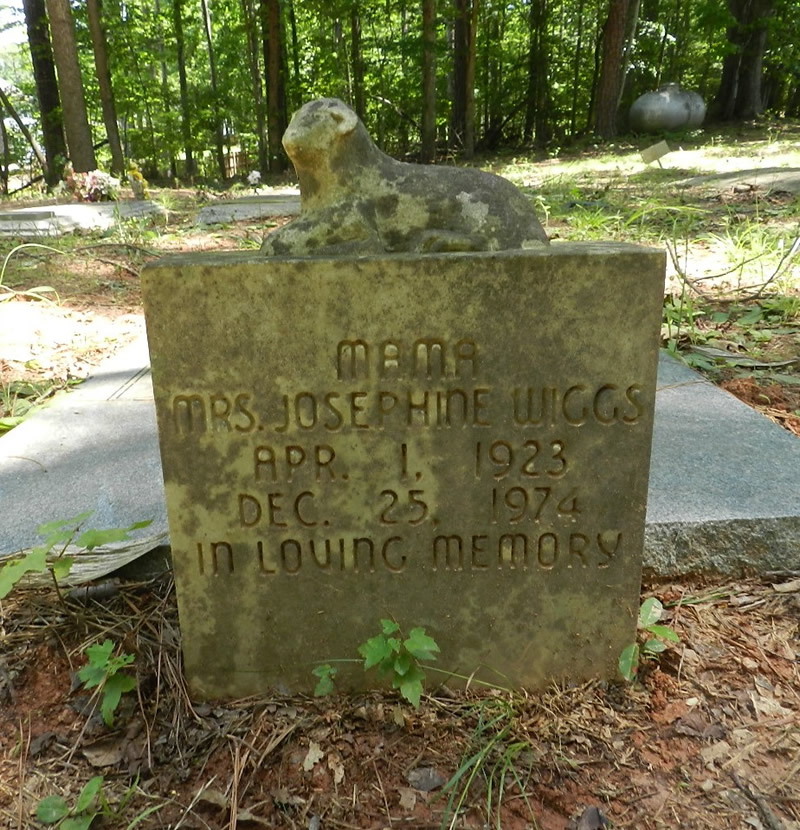 MAMA
MRS. JOSEPHINE WIGGS
APR. 1, 1923
DEC. 25, 1974
IN LOVING MEMORY